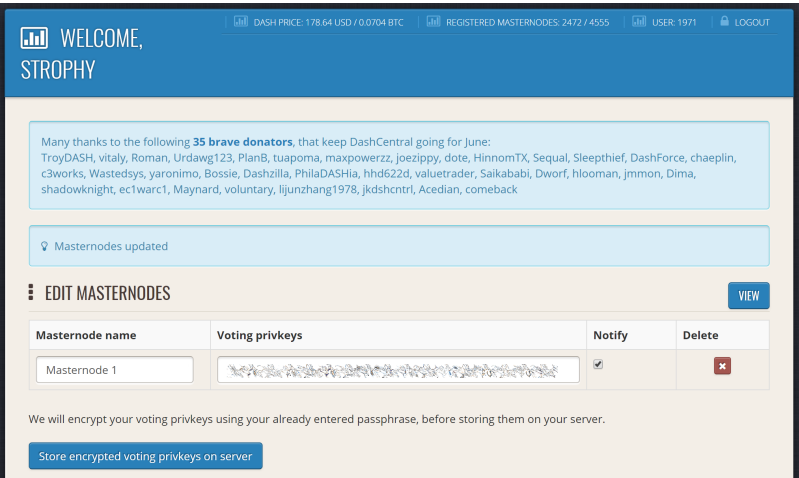 WELCOME,
STROPHY
DASH PRICE: 178.64 USD / 0.0704 BTC
REGISTERED MASTERNODES: 2472 / 4555
USER: 1971
LOGOUT
Many thanks to the following 35 brave donators, that keep DashCentral going for June:
TroyDASH, vitaly, Roman, Urdawg123, PlanB, tuapoma, maxpowerzz, joezippy, dote, HinnomTX, Sequal, Sleepthief, DashForce, chaeplin,
c3works, Wastedsys, yaronimo, Bossie, Dashzilla, PhilaDASHia, hhd622d, valuetrader, Saikababi, Dworf, hlooman, jmmon, Dima,
shadowknight, ec1warc1, Maynard, voluntary, lijunzhang1978, jkdshcntrl, Acedian, comeback
Masternodes updated
EDIT MASTERNODES
VIEW
Masternode name Voting privkeys Notify Delete
Masternode 1
We will encrypt your voting privkeys using your already entered passphrase, before storing them on your server.
Store encrypted voting privkeys on server